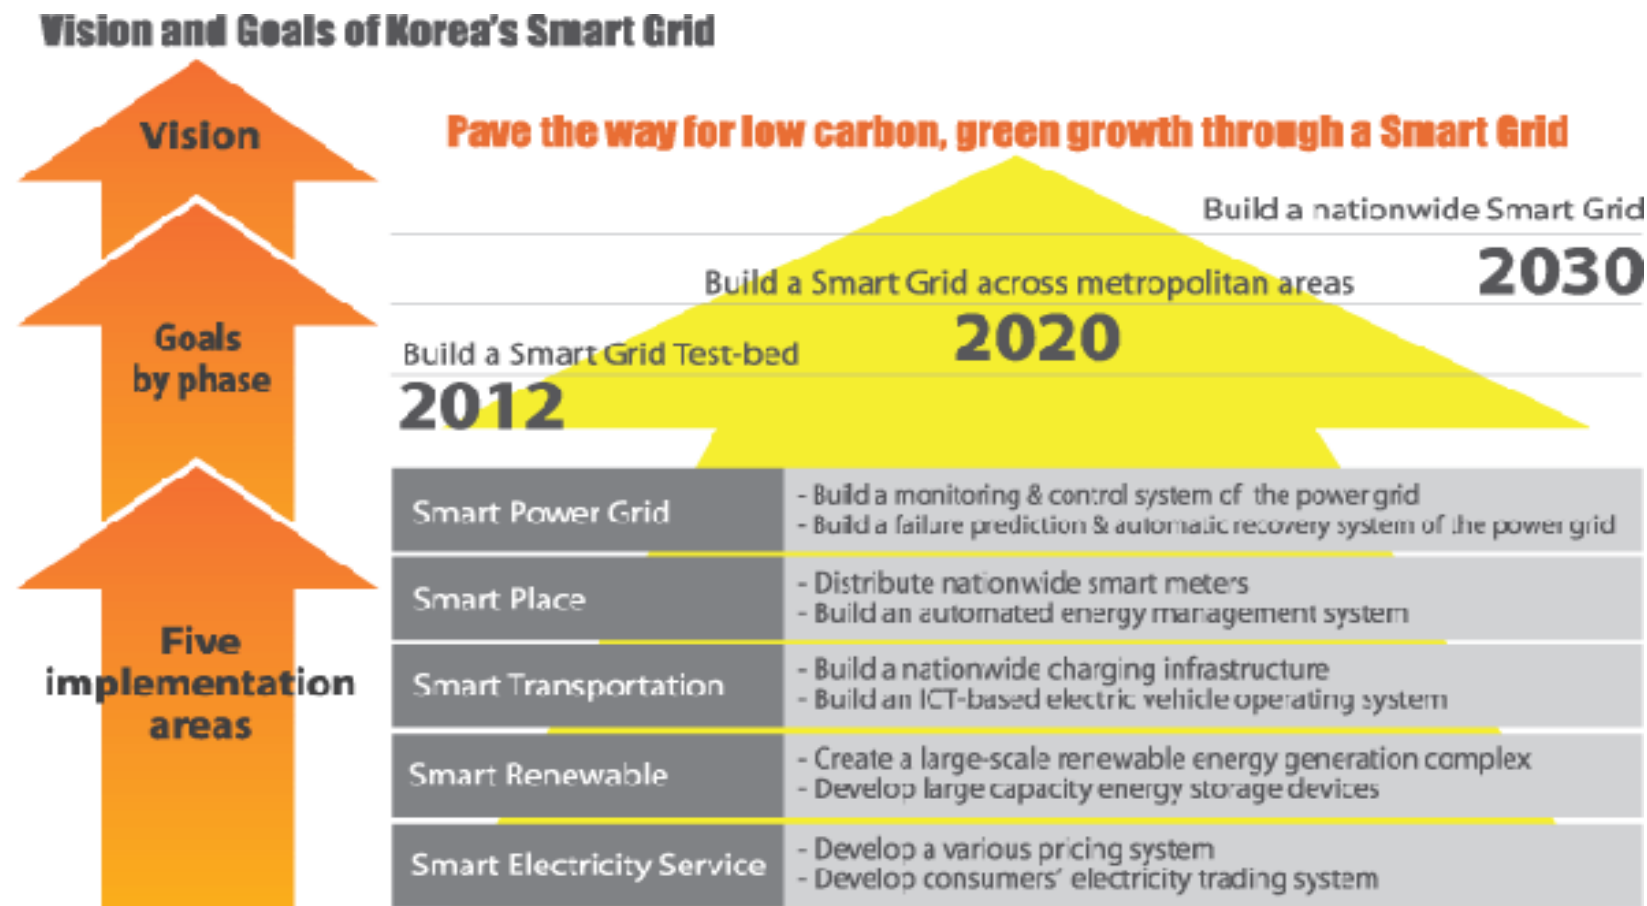 Vision and Goals of Korea's Smart Grid
Vision
Pave the way for low carbon, green growth through a Smart Grid
Build a nationwide Smart Grid
2030
Build a Smart Grid across metropolitan areas
2020
Goals
by phase
Build a Smart Grid Test-bed
2012
Five
implementation
areas
Smart Power Grid
- Build a monitoring & control system of the power grid
- Build a failure prediction & automatic recovery system of the power grid
Smart Place
- Distribute nationwide smart meters
- Build an automated energy management system
Smart Transportation
- Build a nationwide charging infrastructure
- Build an ICT-based electric vehicle operating system
Smart Renewable
- Create a large-scale renewable energy generation complex
- Develop large capacity energy storage devices
Smart Electricity Service
- Develop a various pricing system
- Develop consumers' electricity trading system